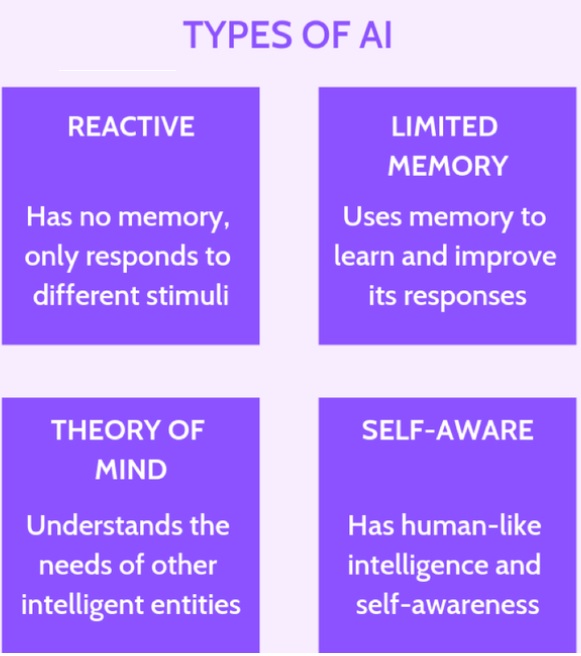 TYPES OF AI
REACTIVE
Has no memory,
only responds to
different stimuli
LIMITED
MEMORY
Uses memory to
learn and improve
its responses
THEORY OF
MIND
Understands the
needs of other
intelligent entities
SELF-AWARE
Has human-like
intelligence and
self-awareness